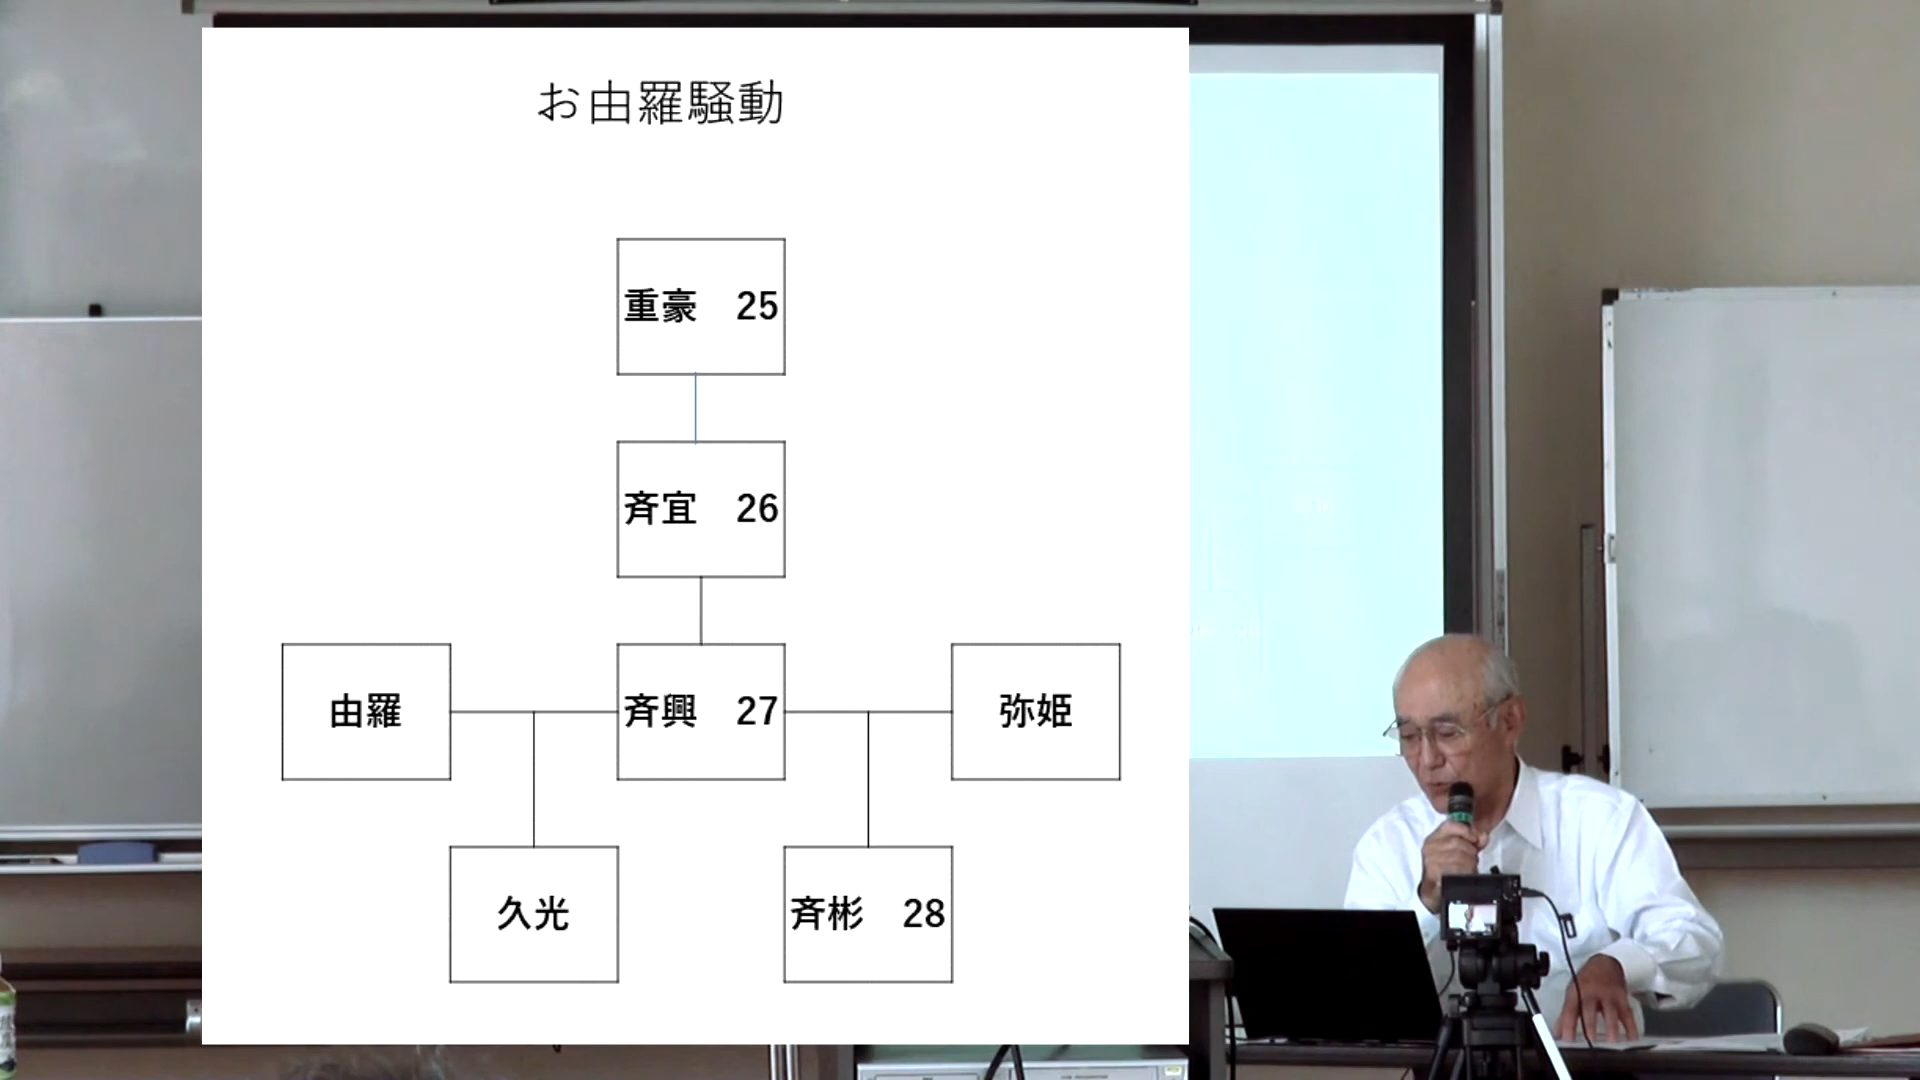 お由羅騒動
重豪　25
斉宜　26
由羅
斉興　27
弥姫
久光
斉彬　28